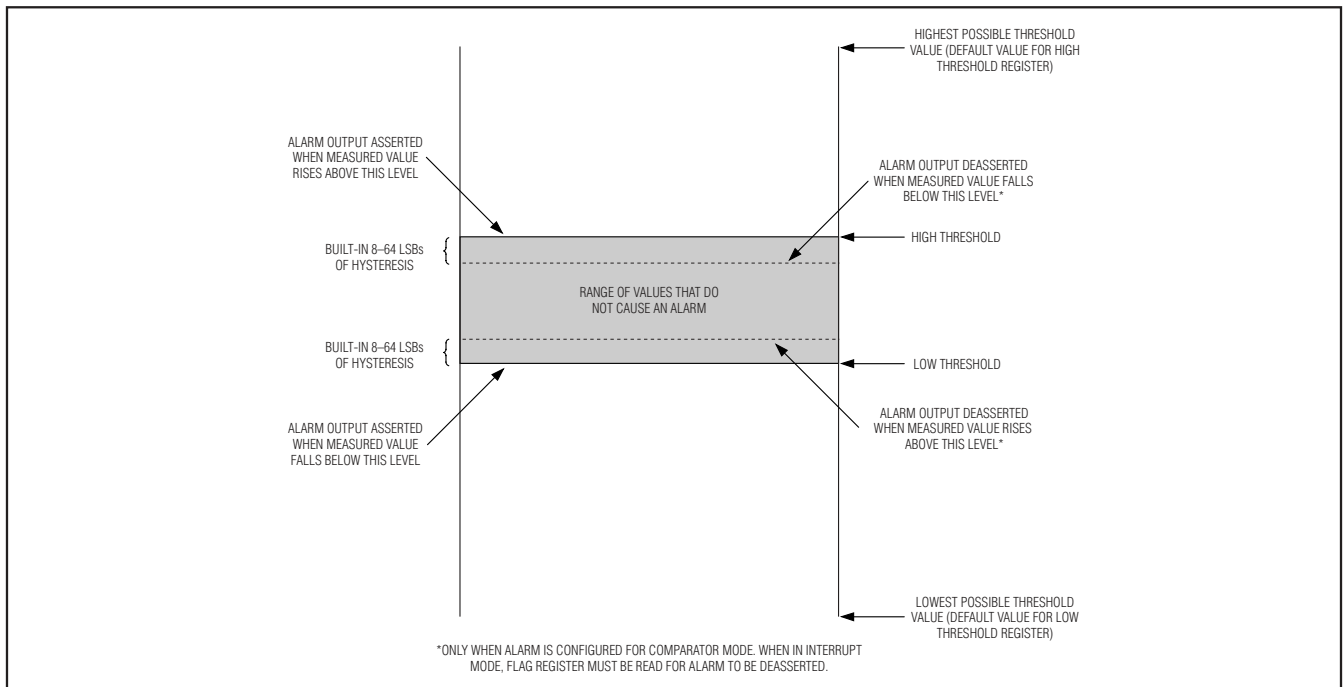 HIGHEST POSSIBLE THRESHOLD
VALUE (DEFAULT VALUE FOR HIGH
THRESHOLD REGISTER)
ALARM OUTPUT ASSERTED
WHEN MEASURED VALUE
RISES ABOVE THIS LEVEL
ALARM OUTPUT DEASSERTED
WHEN MEASURED VALUE FALLS
BELOW THIS LEVEL*
HIGH THRESHOLD
BUILT-IN 8–64 LSBs
OF HYSTERESIS
RANGE OF VALUES THAT DO
NOT CAUSE AN ALARM
BUILT-IN 8–64 LSBs
OF HYSTERESIS
LOW THRESHOLD
ALARM OUTPUT ASSERTED
WHEN MEASURED VALUE
FALLS BELOW THIS LEVEL
ALARM OUTPUT DEASSERTED
WHEN MEASURED VALUE RISES
ABOVE THIS LEVEL*
LOWEST POSSIBLE THRESHOLD
VALUE (DEFAULT VALUE FOR LOW
THRESHOLD REGISTER)
*ONLY WHEN ALARM IS CONFIGURED FOR COMPARATOR MODE. WHEN IN INTERRUPT
MODE, FLAG REGISTER MUST BE READ FOR ALARM TO BE DEASSERTED.